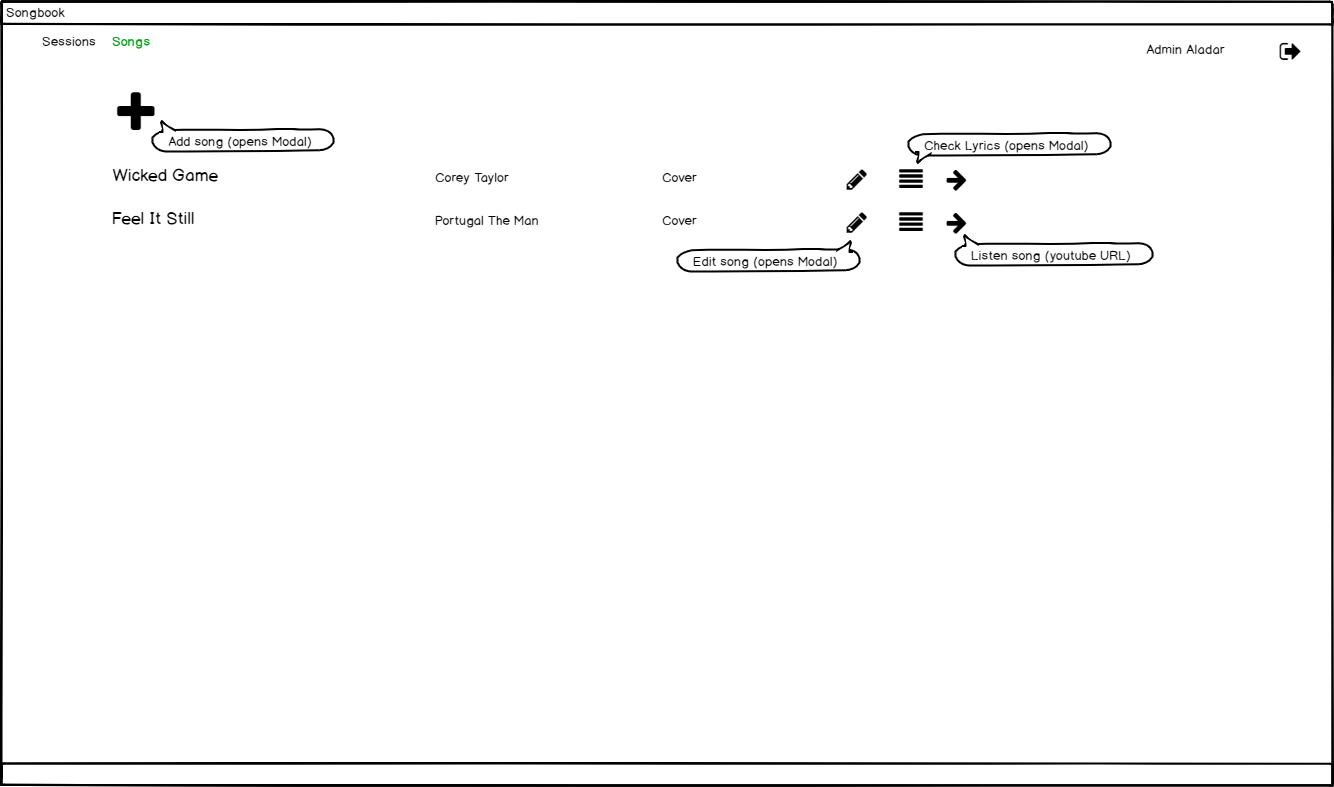 Songbook
Sessions Songs
Admin Aladar
Add song (opens Modal)
Check Lyrics (opens Modal)
Wicked Game Corey Taylor Cover
Feel It Still Portugal The Man Cover
Edit song (opens Modal)
Listen song (youtube URL)